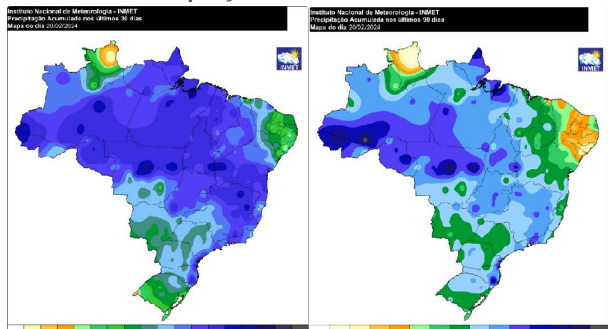 Instituto Nacional de Meteorologia - INMET
Precipitação Acumulada nos últimos 30 dias
Mapa do dia 20/02/2024
INMET
Instituto Nacional de Meteorologia - INMET
Precipitação Acumulada nos últimos 90 dias
Mapa do dia 20/02/2024
INMET